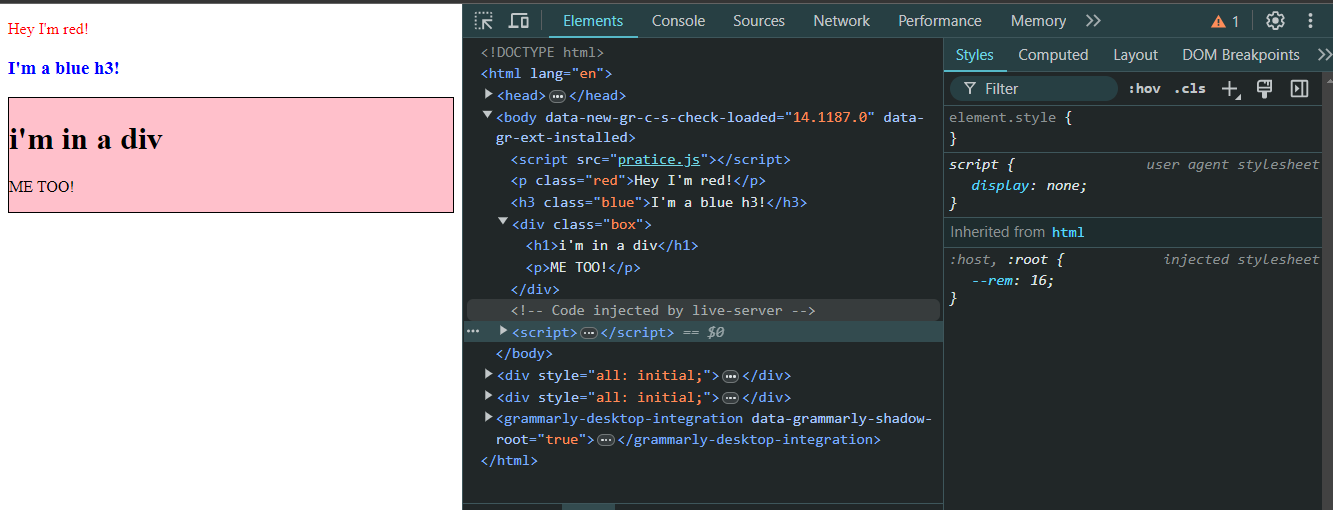 Hey I'm red!
I'm a blue h3!
i'm in a div
ME TOO!
Elements Console Sources Network Performance Memory 1
<!DOCTYPE html>
<html lang="en">
<head></head>
<body data-new-gr-c-s-check-loaded="14.1187.0" data-
gr-ext-installed>
<script src="pratice.js"></script>
<p class="red">Hey I'm red!</p>
<h3 class="blue">I'm a blue h3!</h3>
<div class="box">
<h1>i'm in a div</h1>
<p>ME TOO!</p>
</div>
<!-- Code injected by live-server -->
<script></script> == $0
</body>
<div style="all: initial;"></div>
<div style="all: initial;"></div>
<grammarly-desktop-integration data-grammarly-shadow-
root="true"></grammarly-desktop-integration>
</html>
Styles Computed Layout DOM Breakpoints
Filter :hov .cls
element.style {
}
script { user agent stylesheet
display: none;
}
Inherited from html
:host, :root { injected stylesheet
--rem: 16;
}